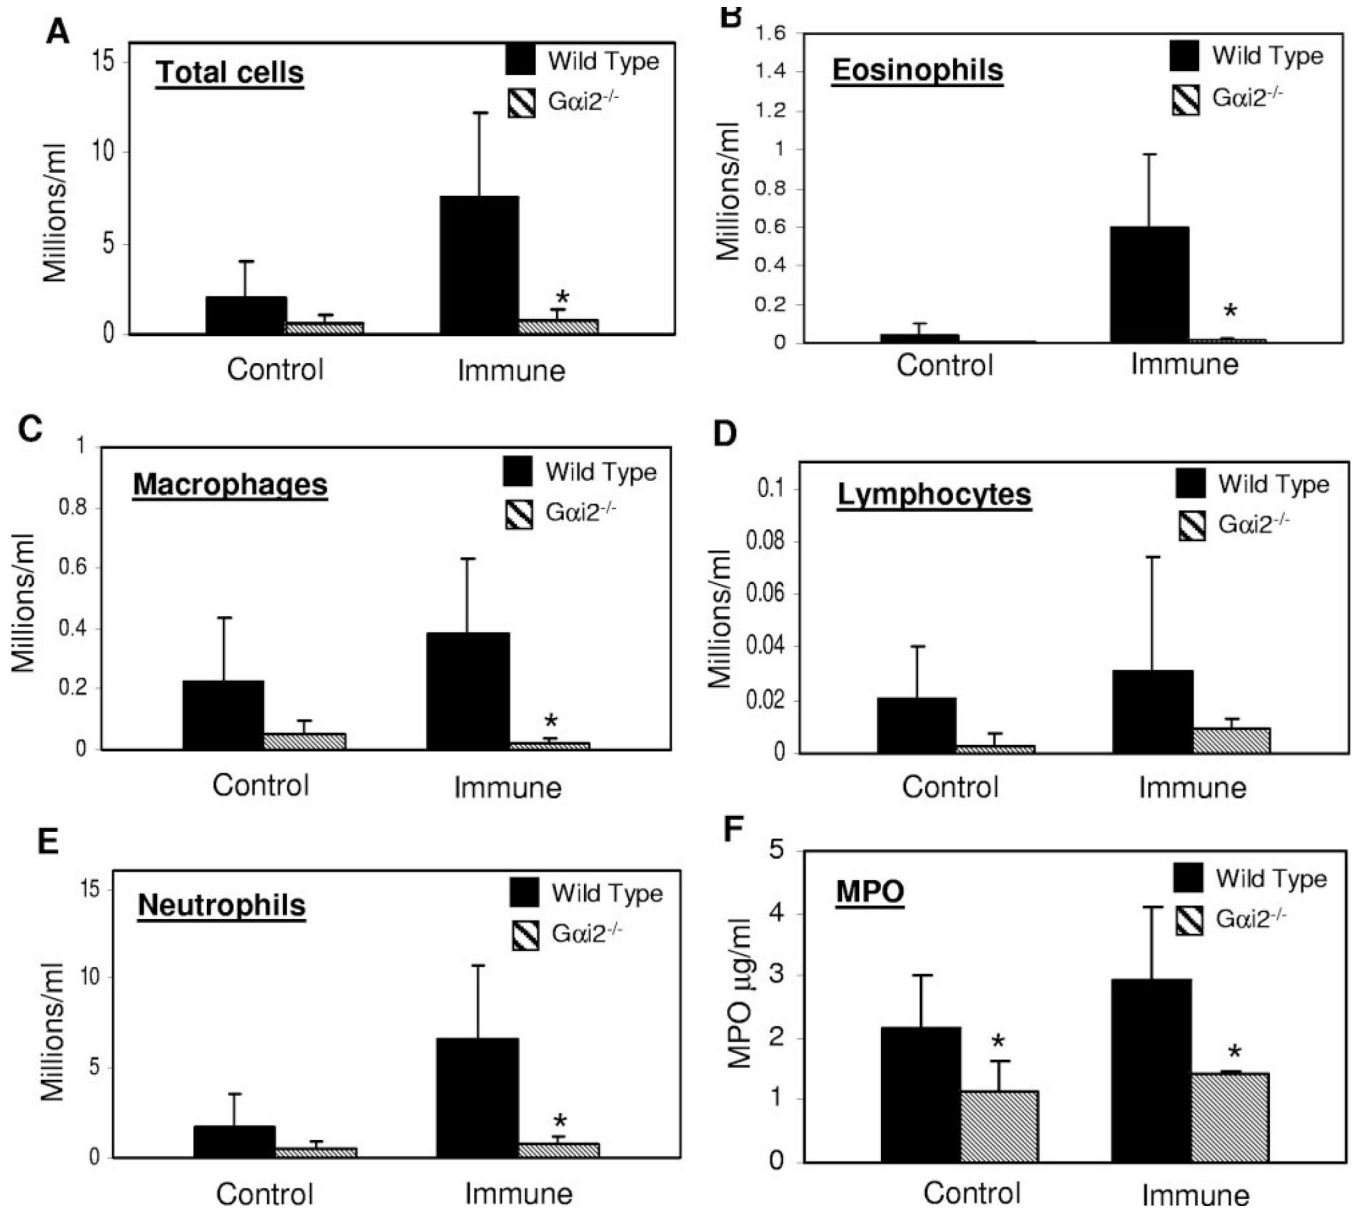 A
Total cells
Wild Type
Gαi2-/-
Millions/ml
15
10
5
0
*
Control
Immune
B
Eosinophils
Wild Type
Gαi2-/-
Millions/ml
1.6
1.4
1.2
1
0.8
0.6
0.4
0.2
0
*
Control
Immune
C
Macrophages
Wild Type
Gαi2-/-
Millions/ml
1
0.8
0.6
0.4
0.2
0
*
Control
Immune
D
Lymphocytes
Wild Type
Gαi2-/-
Millions/ml
0.1
0.08
0.06
0.04
0.02
0
Control
Immune
E
Neutrophils
Wild Type
Gαi2-/-
Millions/ml
15
10
5
0
*
Control
Immune
F
MPO
Wild Type
Gαi2-/-
MPO µg/ml
5
4
3
2
1
0
*
*
Control
Immune